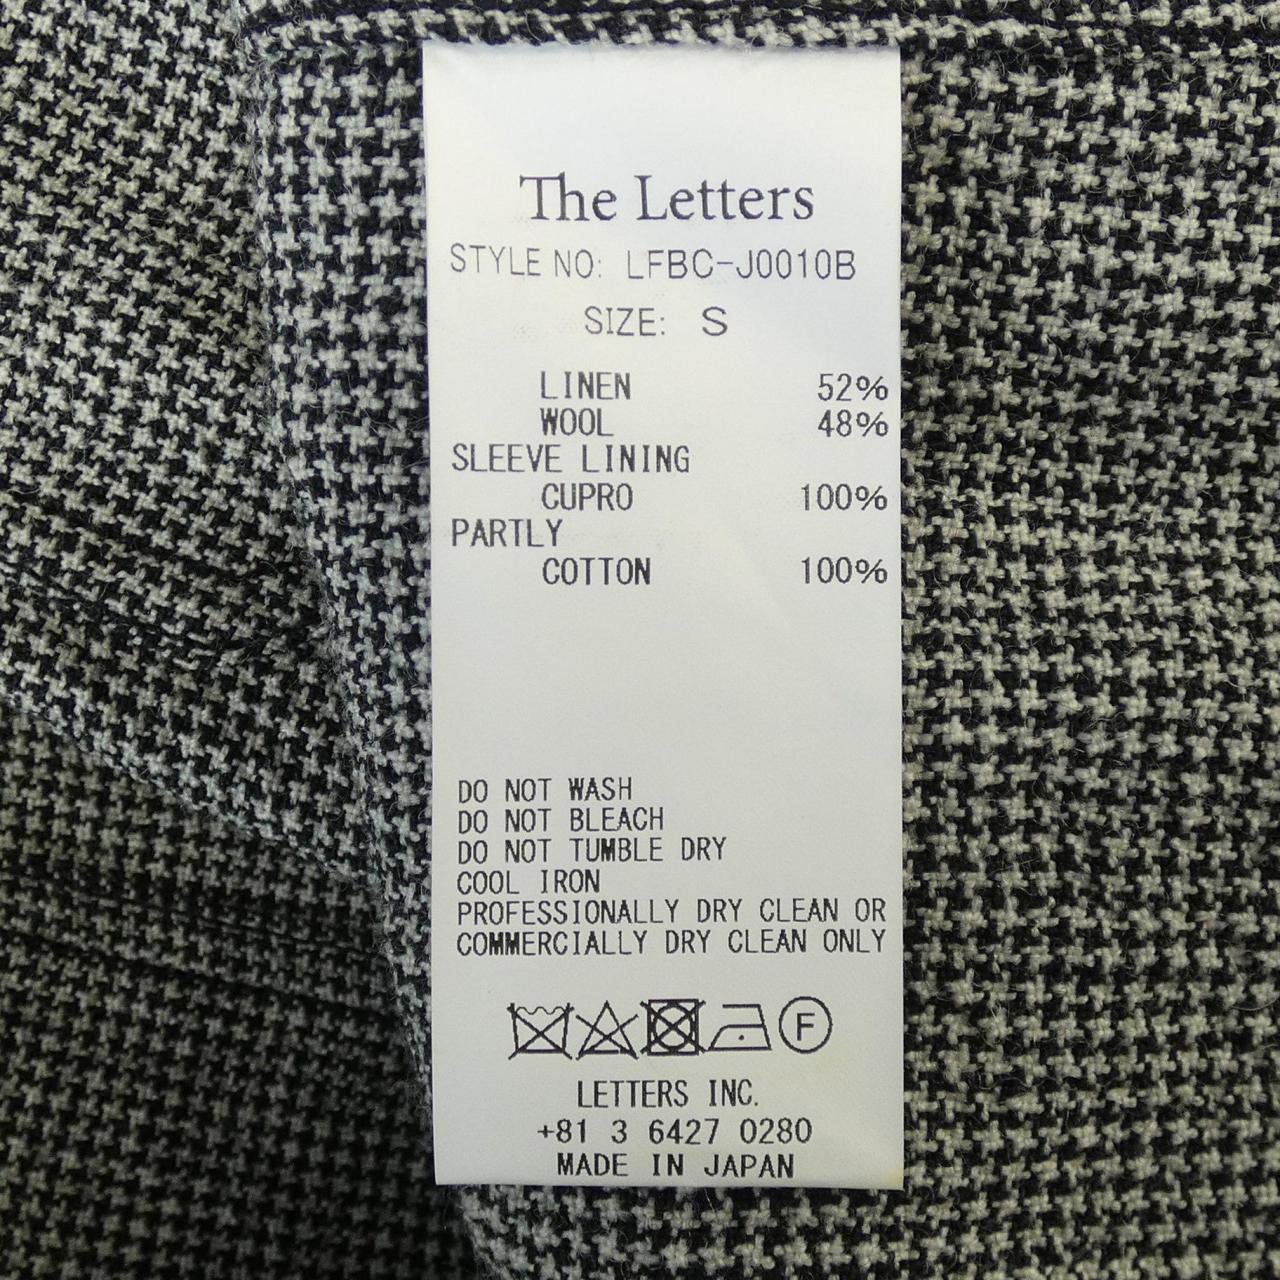 The Letters
STYLE NO: LFBC-J0010B
SIZE: S
LINEN 52%
WOOL 48%
SLEEVE LINING
CUPRO 100%
PARTLY
COTTON 100%
DO NOT WASH
DO NOT BLEACH
DO NOT TUMBLE DRY
COOL IRON
PROFESSIONALLY DRY CLEAN OR
COMMERCIALLY DRY CLEAN ONLY
F
LETTERS INC.
+81 3 6427 0280
MADE IN JAPAN